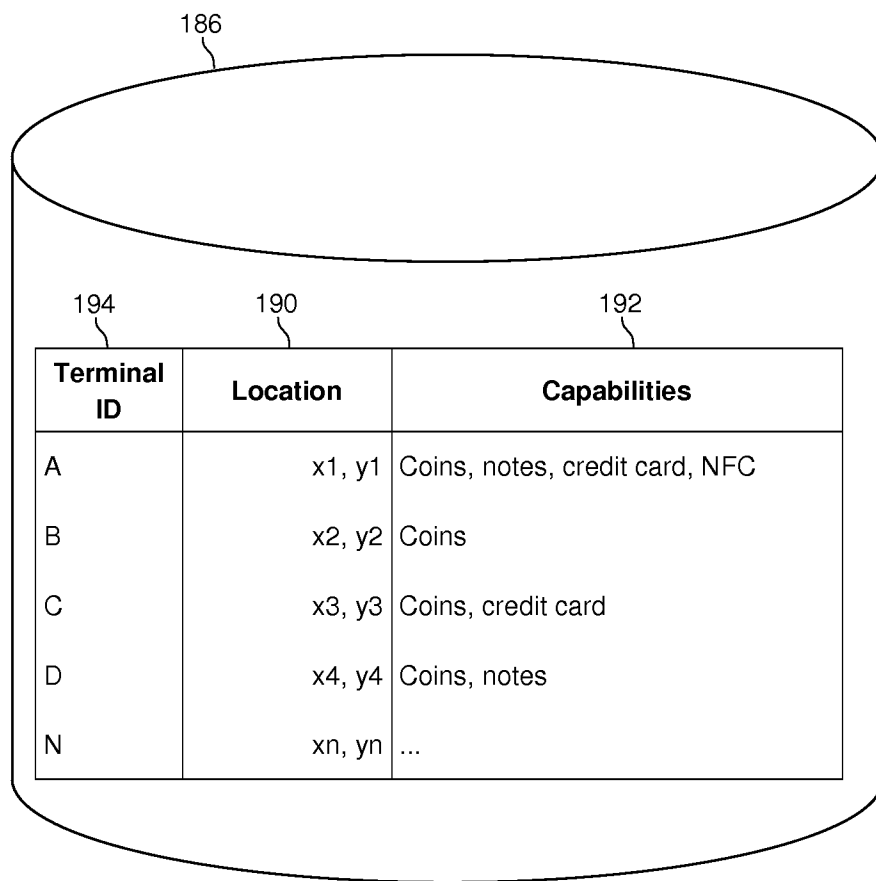 186
194 190 192
Terminal ID Location Capabilities
A x1, y1 Coins, notes, credit card, NFC
B x2, y2 Coins
C x3, y3 Coins, credit card
D x4, y4 Coins, notes
N xn, yn ...